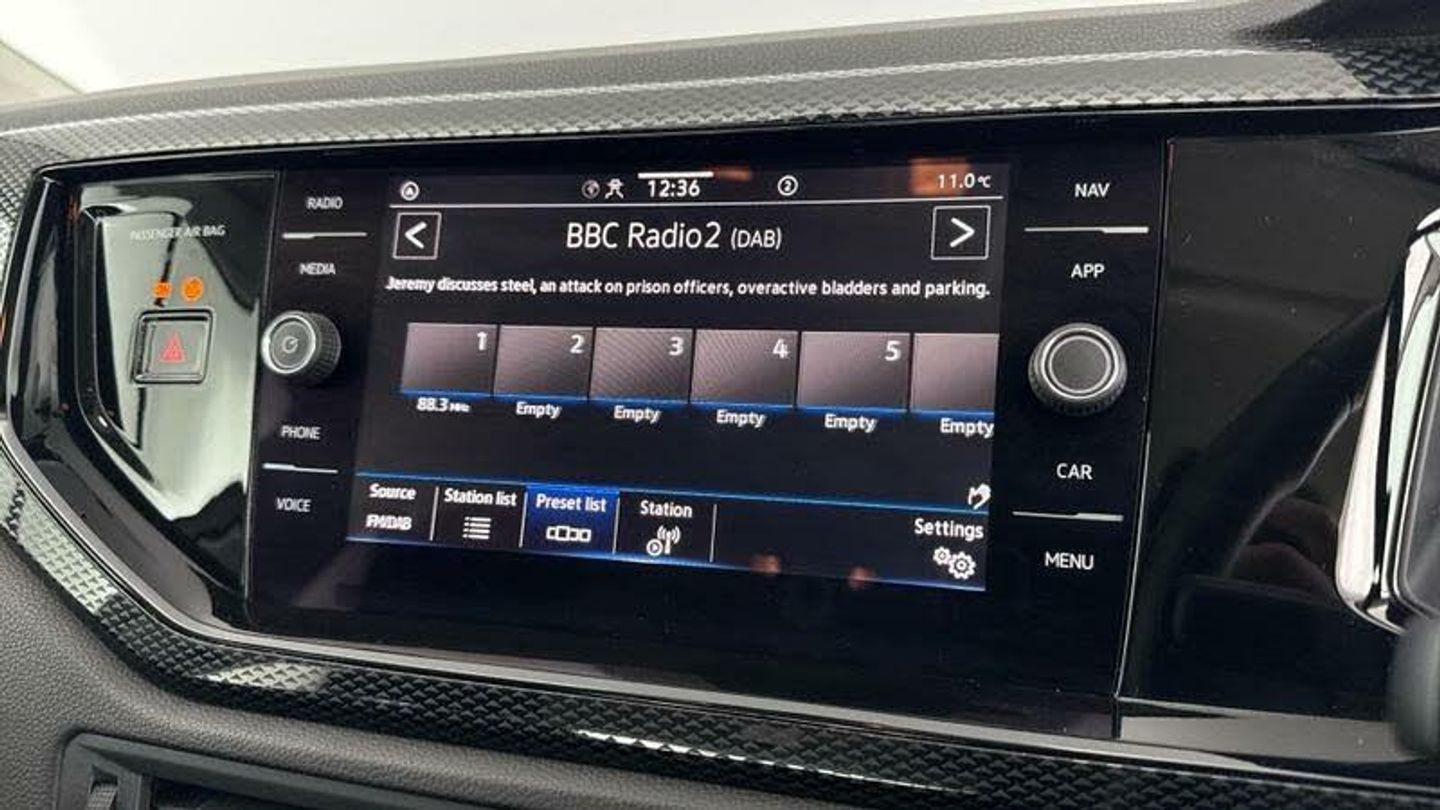 PASSENGER AIR BAG
RADIO
MEDIA
PHONE
VOICE
12:36
2
11.0°C
BBC Radio2 (DAB)
Jeremy discusses steel, an attack on prison officers, overactive bladders and parking.
1 2 3 4 5
88.3 MHz Empty Empty Empty Empty Empty
Source Station list Preset list Station Settings
FM/DAB
NAV
APP
CAR
MENU